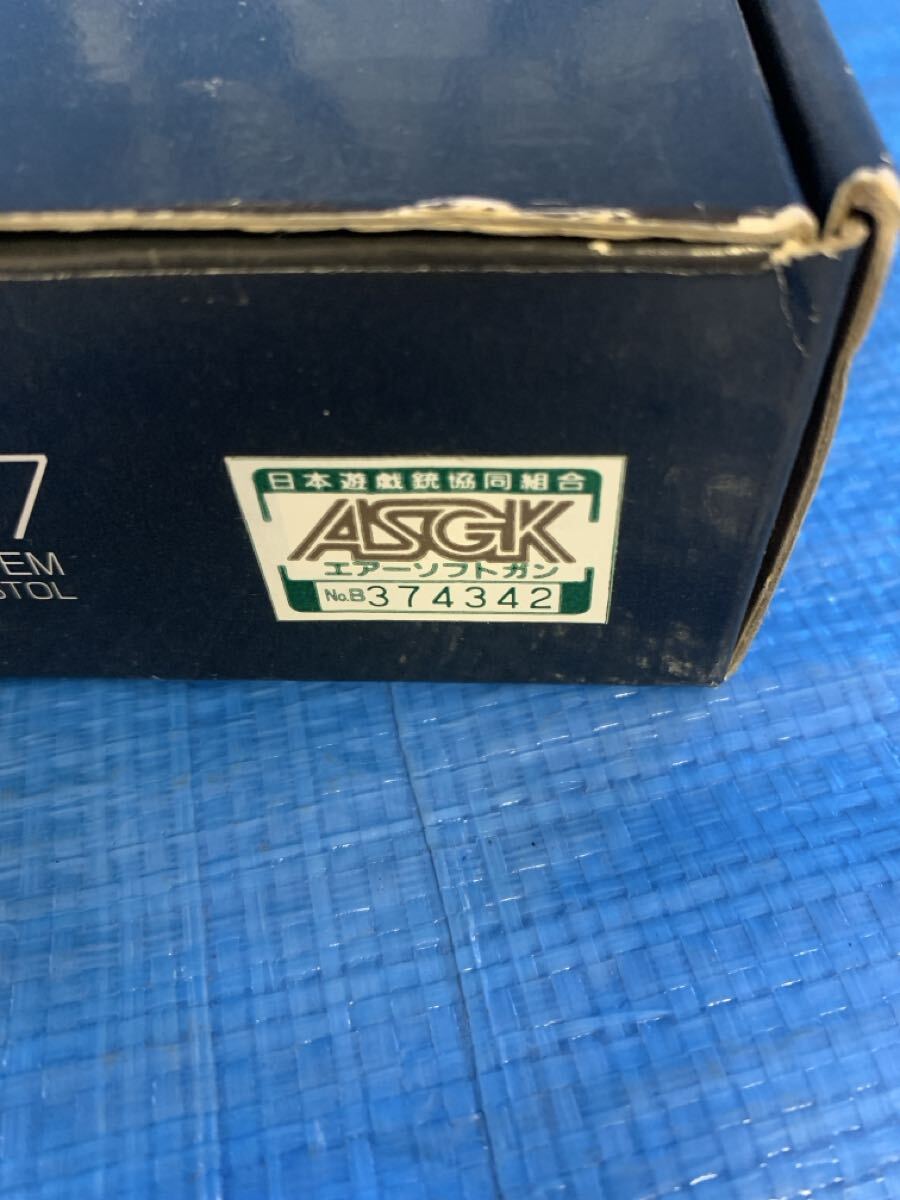 7
EM
STOL
日本遊戯銃協同組合
ASGK
エアーソフトガン
No.B374342